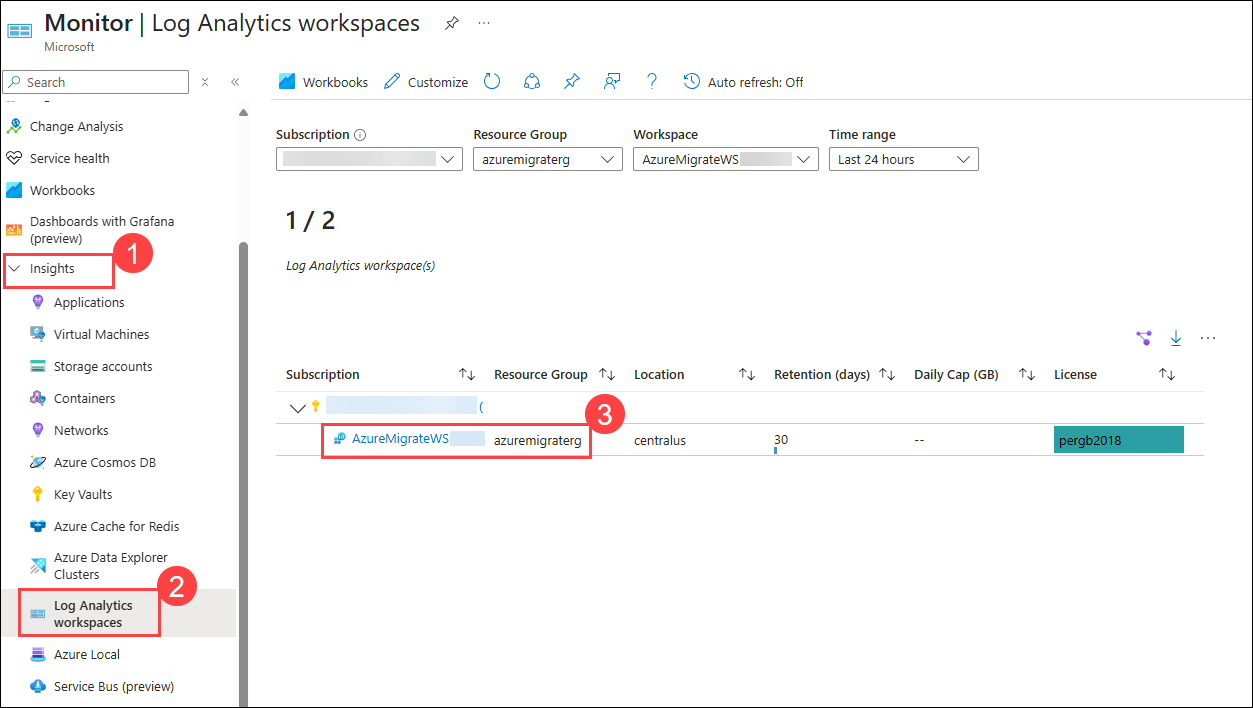 Monitor | Log Analytics workspaces
Microsoft
Search
Change Analysis
Service health
Workbooks
Dashboards with Grafana
(preview)
1
Insights
Applications
Virtual Machines
Storage accounts
Containers
Networks
Azure Cosmos DB
Key Vaults
Azure Cache for Redis
Azure Data Explorer
Clusters
2
Log Analytics
workspaces
Azure Local
Service Bus (preview)
Workbooks Customize Auto refresh: Off
Subscription Resource Group Workspace Time range
azuremigraterg AzureMigrateWS Last 24 hours
1 / 2
Log Analytics workspace(s)
Subscription Resource Group Location Retention (days) Daily Cap (GB) License
(
3
AzureMigrateWS azuremigraterg centralus 30 -- pergb2018